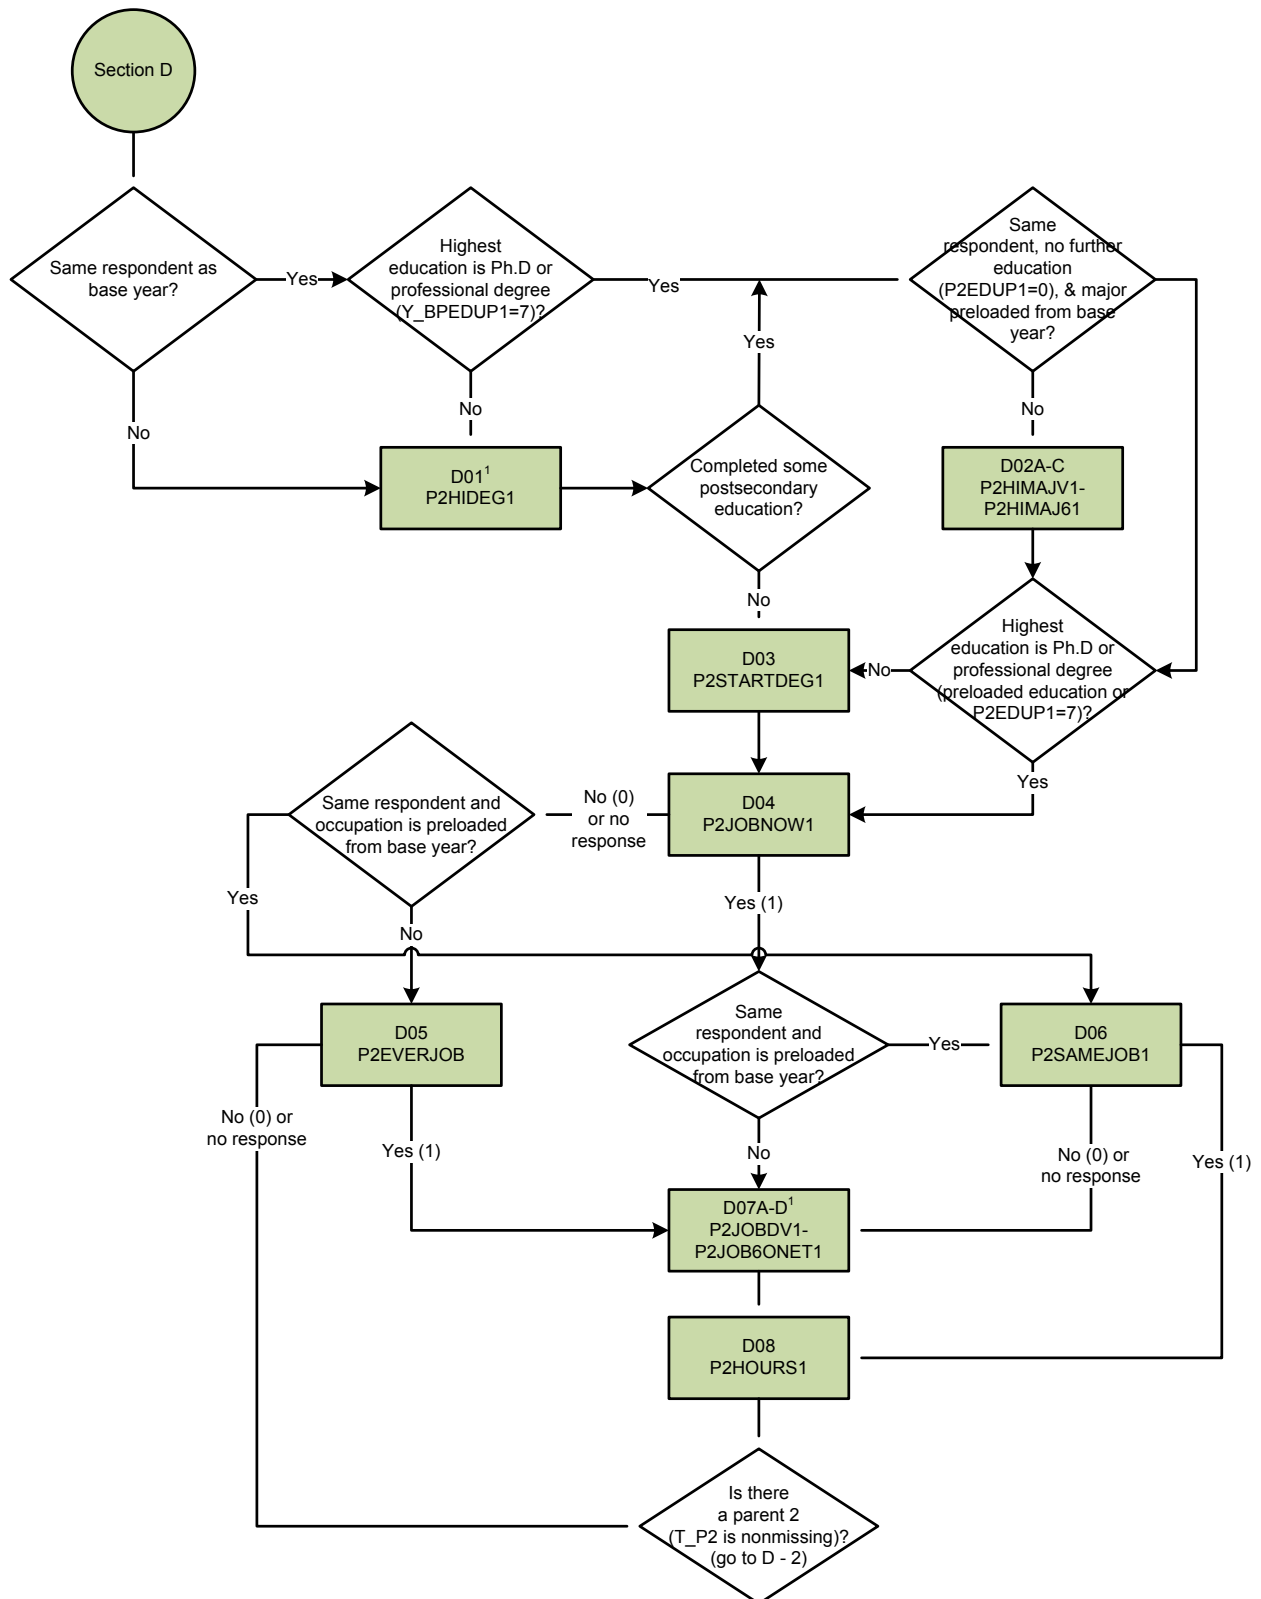 Section D
Same respondent as
base year?
Yes
Highest
education is Ph.D or
professional degree
(Y_BPEDUP1=7)?
Yes
Same
respondent, no further
education
(P2EDUP1=0), & major
preloaded from base
year?
Yes
No
No
No
D01¹
P2HIDEG1
Completed some
postsecondary
education?
D02A-C
P2HIMAJV1-
P2HIMAJ61
No
D03
P2STARTDEG1
No
Highest
education is Ph.D or
professional degree
(preloaded education or
P2EDUP1=7)?
Yes
Same respondent and
occupation is preloaded
from base year?
No (0)
or no
response
D04
P2JOBNOW1
Yes
Yes (1)
No
D05
P2EVERJOB
Same
respondent and
occupation is preloaded
from base year?
Yes
D06
P2SAMEJOB1
No (0) or
no response
Yes (1)
No
No (0) or
no response
Yes (1)
D07A-D¹
P2JOBDV1-
P2JOB6ONET1
D08
P2HOURS1
Is there
a parent 2
(T_P2 is nonmissing)?
(go to D - 2)